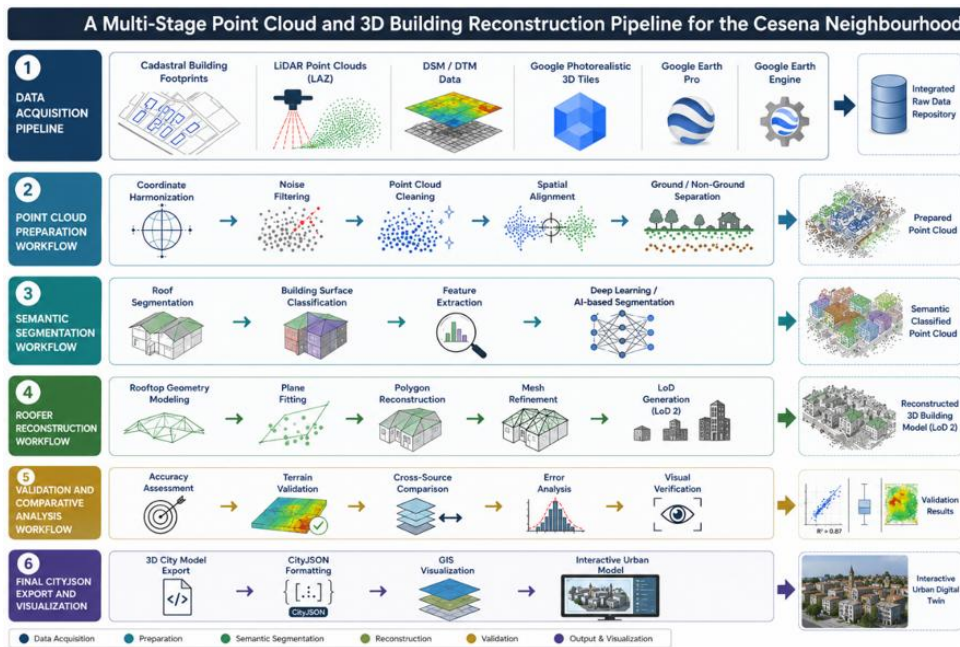 A Multi-Stage Point Cloud and 3D Building Reconstruction Pipeline for the Cesena Neighbourhood
1
DATA
ACQUISITION
PIPELINE
Cadastral Building
Footprints
LiDAR Point Clouds
(LAZ)
DSM / DTM
Data
Google Photorealistic
3D Tiles
Google Earth
Pro
Google Earth
Engine
Integrated
Raw Data
Repository
2
POINT CLOUD
PREPARATION
WORKFLOW
Coordinate
Harmonization
Noise
Filtering
Point Cloud
Cleaning
Spatial
Alignment
Ground / Non-Ground
Separation
Prepared
Point Cloud
3
SEMANTIC
SEGMENTATION
WORKFLOW
Roof
Segmentation
Building Surface
Classification
Feature
Extraction
Deep Learning /
AI-based Segmentation
Semantic
Classified
Point Cloud
4
ROOFER
RECONSTRUCTION
WORKFLOW
Rooftop Geometry
Modeling
Plane
Fitting
Polygon
Reconstruction
Mesh
Refinement
LoD
Generation
(LoD 2)
Reconstructed
3D Building
Model (LoD 2)
5
VALIDATION AND
COMPARATIVE
ANALYSIS
WORKFLOW
Accuracy
Assessment
Terrain
Validation
Cross-Source
Comparison
Error
Analysis
Visual
Verification
R² = 0.87
Validation
Results
6
FINAL CITYJSON
EXPORT AND
VISUALIZATION
3D City Model
Export
</>
CityJSON
Formatting
{.:.}
CityJSON
GIS
Visualization
Interactive Urban
Model
Interactive
Urban Digital
Twin
Data Acquisition
Preparation
Semantic Segmentation
Reconstruction
Validation
Output & Visualization